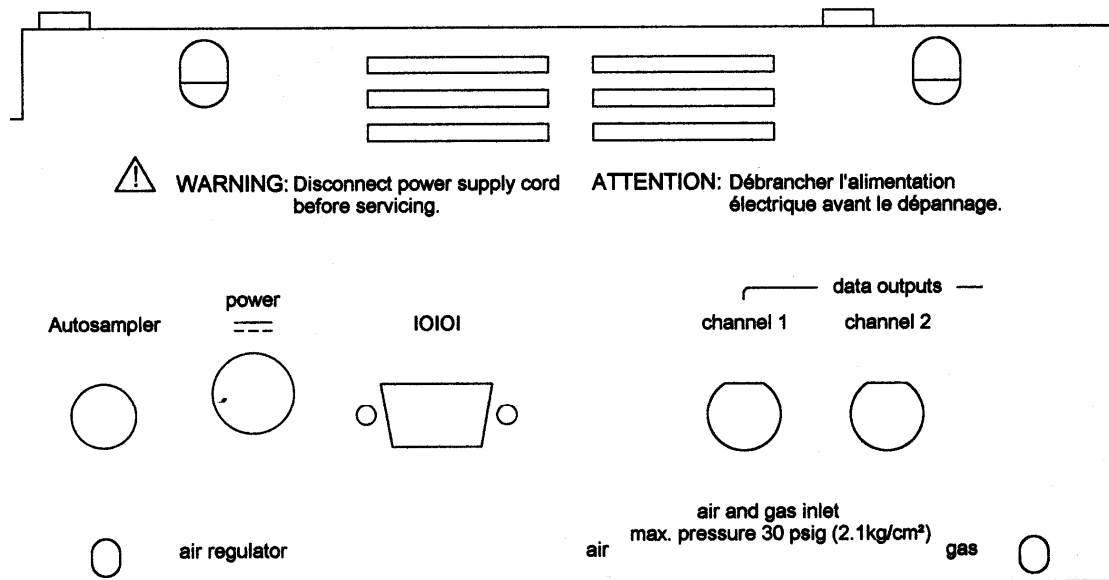 WARNING: Disconnect power supply cord
before servicing.
ATTENTION: Débrancher l'alimentation
électrique avant le dépannage.
data outputs
power
Autosampler
IOIOI
channel 1
channel 2
air and gas inlet
max. pressure 30 psig (2.1kg/cm²)
air regulator
air
gas